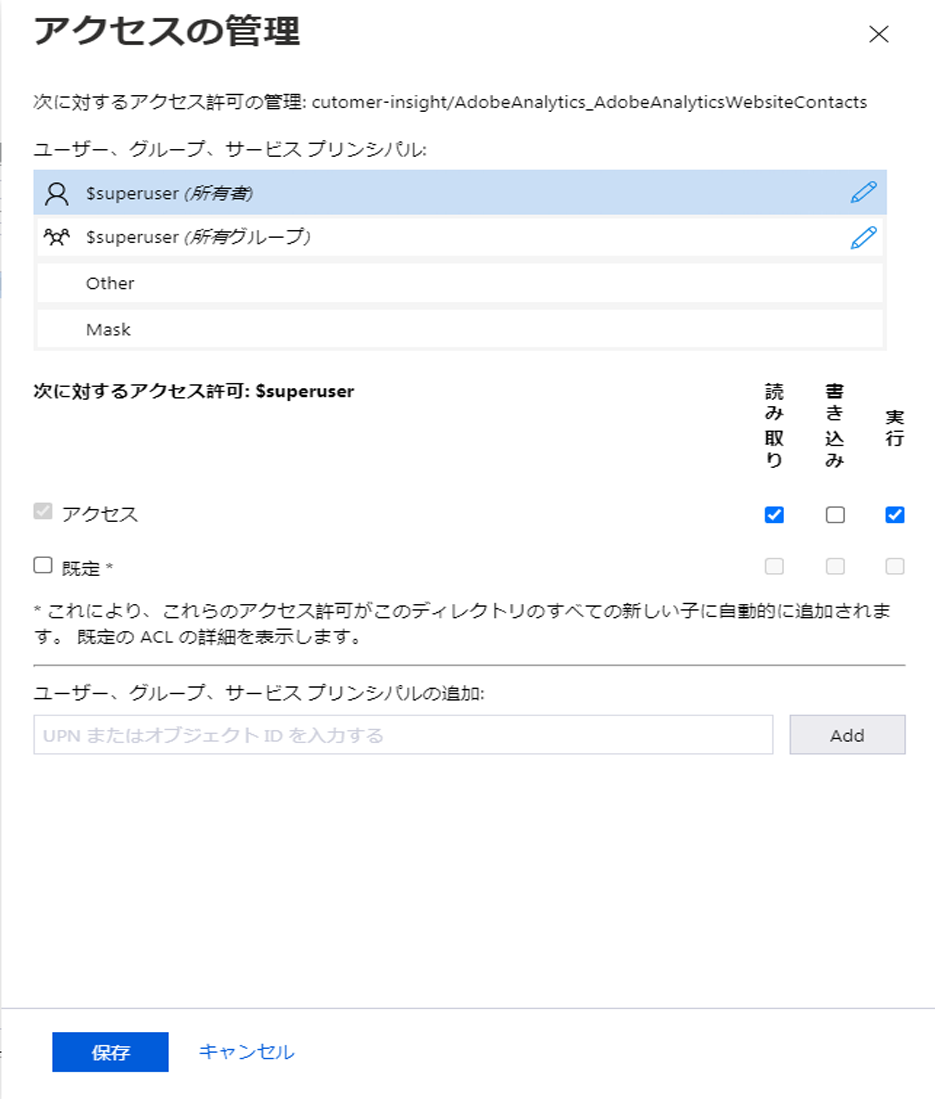 アクセスの管理
次に対するアクセス許可の管理: cutomer-insight/AdobeAnalytics_AdobeAnalyticsWebsiteContacts
ユーザー、グループ、サービス プリンシパル:
$superuser (所有者)
$superuser (所有グループ)
Other
Mask
次に対するアクセス許可: $superuser
読み取り
書き込み
実行
アクセス
既定 *
* これにより、これらのアクセス許可がこのディレクトリのすべての新しい子に自動的に追加されま
す。 既定の ACL の詳細を表示します。
ユーザー、グループ、サービス プリンシパルの追加:
UPN またはオブジェクト ID を入力する
Add
保存
キャンセル